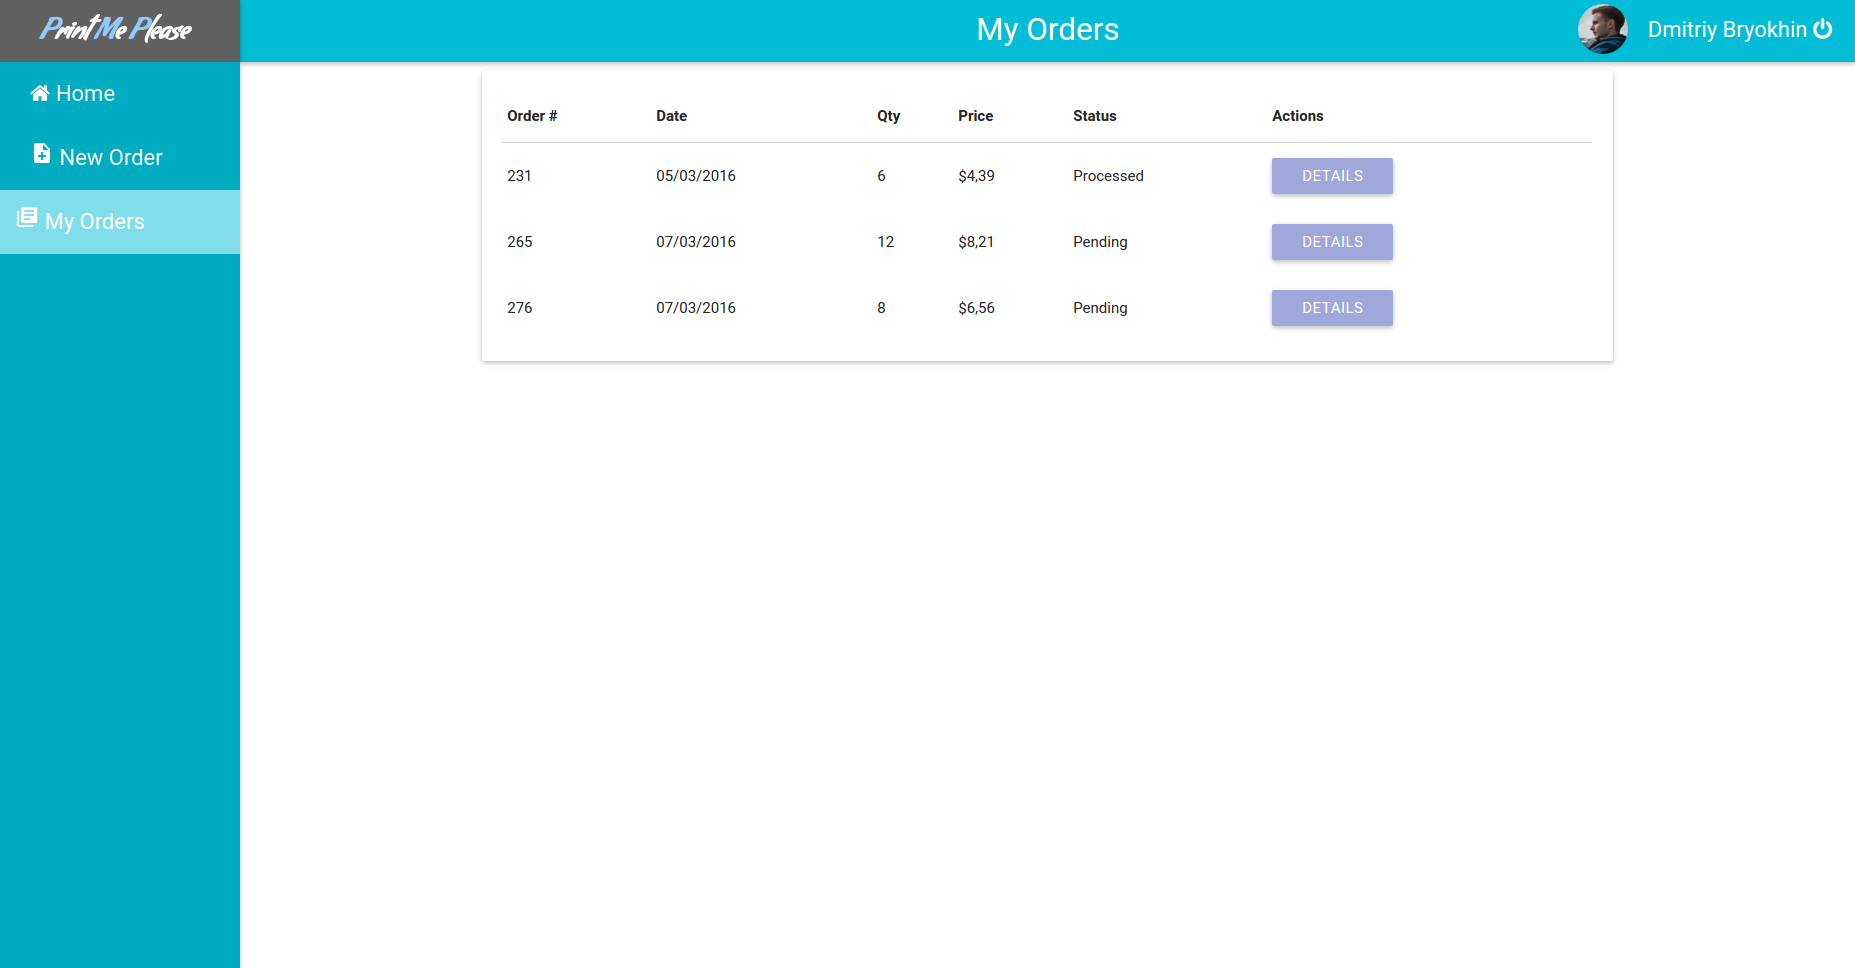 PrintMe Please
My Orders
Dmitriy Bryokhin
Home
New Order
My Orders
Order # Date Qty Price Status Actions
231 05/03/2016 6 $4,39 Processed DETAILS
265 07/03/2016 12 $8,21 Pending DETAILS
276 07/03/2016 8 $6,56 Pending DETAILS